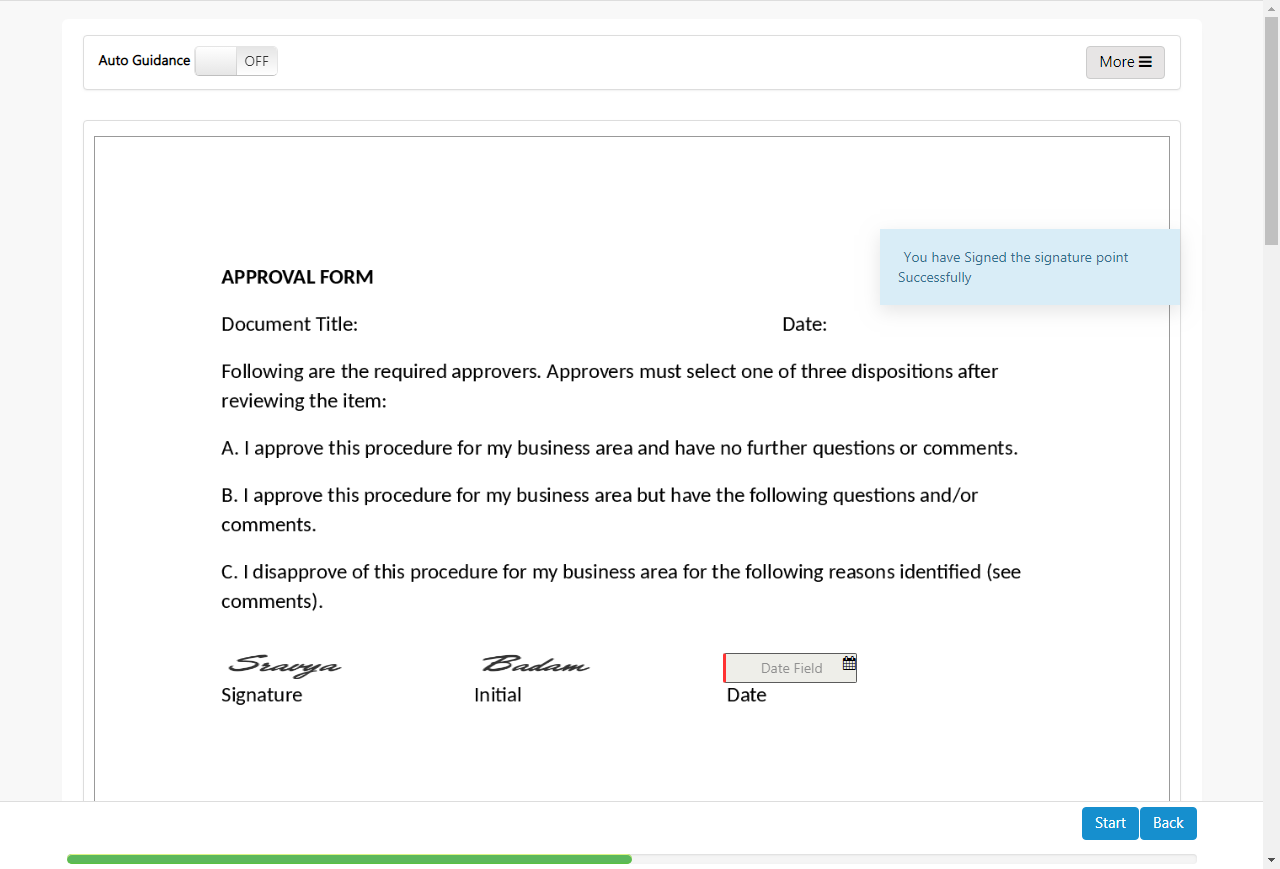 Auto Guidance OFF More
You have Signed the signature point
Successfully
APPROVAL FORM
Document Title: Date:
Following are the required approvers. Approvers must select one of three dispositions after
reviewing the item:
A. I approve this procedure for my business area and have no further questions or comments.
B. I approve this procedure for my business area but have the following questions and/or
comments.
C. I disapprove of this procedure for my business area for the following reasons identified (see
comments).
Sravya Badam Date Field
Signature Initial Date
Start Back